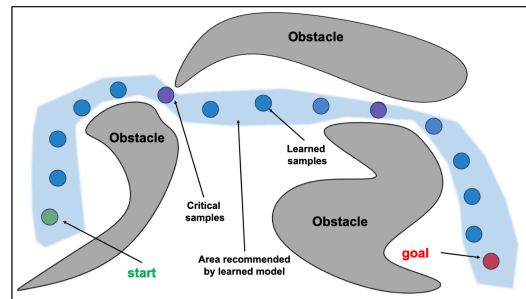 Obstacle
Obstacle
Learned
samples
Critical
samples
Obstacle
Area recommended
by learned model
goal
start